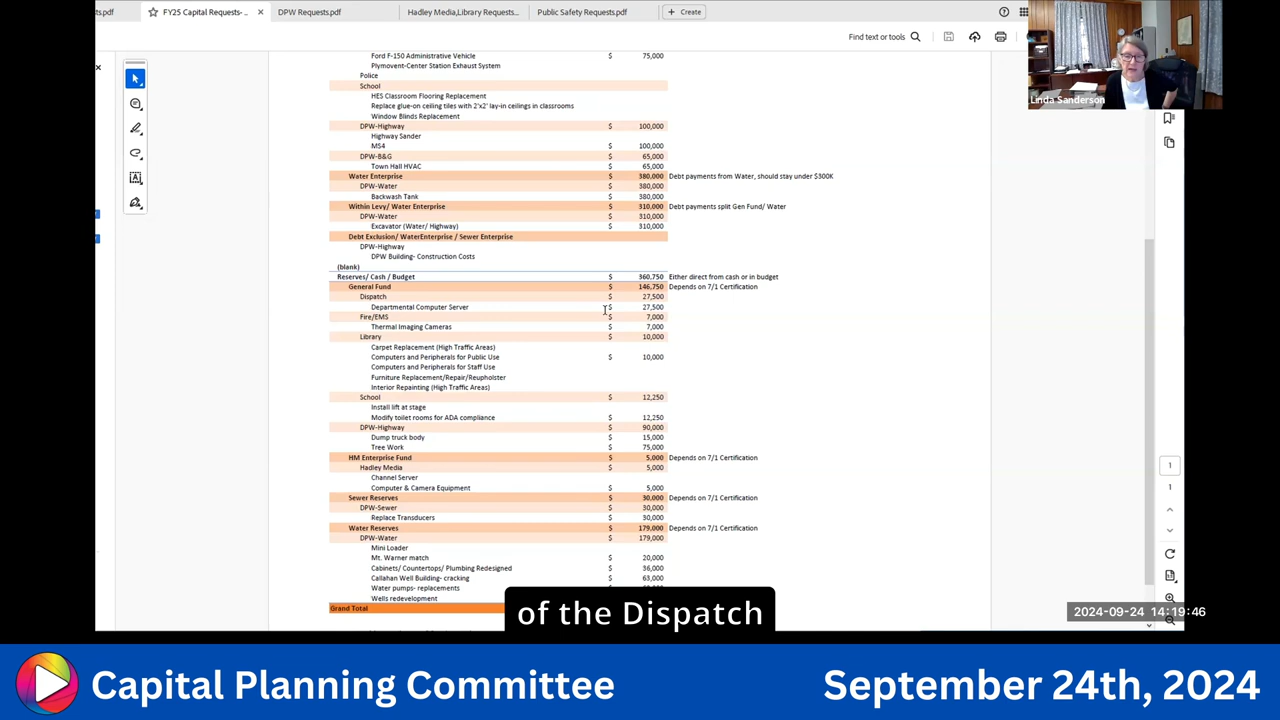 ts.pdf
FY25 Capital Requests- ...
DPW Requests.pdf
Hadley Media,Library Requests...
Public Safety Requests.pdf
+ Create
Find text or tools
Linda Sanderson
Ford F-150 Administrative Vehicle $ 75,000
Plymovent-Center Station Exhaust System
Police
School
HES Classroom Flooring Replacement
Replace glue-on ceiling tiles with 2'x2' lay-in ceilings in classrooms
Window Blinds Replacement
DPW-Highway $ 100,000
Highway Sander
MS4 $ 100,000
DPW-B&G $ 65,000
Town Hall HVAC $ 65,000
Water Enterprise $ 380,000 Debt payments from Water, should stay under $300K
DPW-Water $ 380,000
Backwash Tank $ 380,000
Within Levy/ Water Enterprise $ 310,000 Debt payments split Gen Fund/ Water
DPW-Water $ 310,000
Excavator (Water/ Highway) $ 310,000
Debt Exclusion/ WaterEnterprise / Sewer Enterprise
DPW-Highway
DPW Building- Construction Costs
(blank)
Reserves/ Cash / Budget $ 360,750 Either direct from cash or in budget
General Fund $ 146,750 Depends on 7/1 Certification
Dispatch $ 27,500
Departmental Computer Server $ 27,500
Fire/EMS $ 7,000
Thermal Imaging Cameras $ 7,000
Library $ 10,000
Carpet Replacement (High Traffic Areas)
Computers and Peripherals for Public Use $ 10,000
Computers and Peripherals for Staff Use
Furniture Replacement/Repair/Reupholster
Interior Repainting (High Traffic Areas)
School $ 12,250
Install lift at stage
Modify toilet rooms for ADA compliance $ 12,250
DPW-Highway $ 90,000
Dump truck body $ 15,000
Tree Work $ 75,000
HM Enterprise Fund $ 5,000 Depends on 7/1 Certification
Hadley Media $ 5,000
Channel Server
Computer & Camera Equipment $ 5,000
Sewer Reserves $ 30,000 Depends on 7/1 Certification
DPW-Sewer $ 30,000
Replace Transducers $ 30,000
Water Reserves $ 179,000 Depends on 7/1 Certification
DPW-Water $ 179,000
Mini Loader
Mt. Warner match $ 20,000
Cabinets/ Countertops/ Plumbing Redesigned $ 36,000
Callahan Well Building- cracking $ 63,000
Water pumps- replacements
Wells redevelopment
Grand Total
1
1
of the Dispatch
2024-09-24 14:19:46
Capital Planning Committee
September 24th, 2024